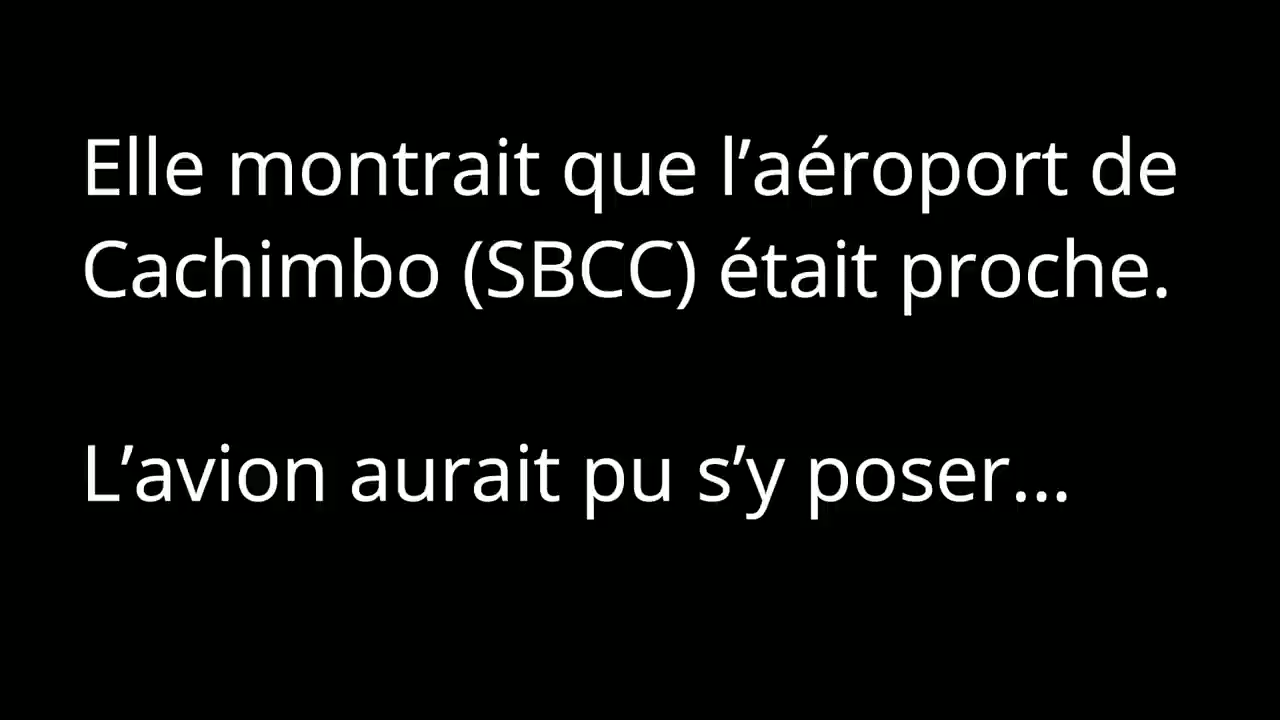 Elle montrait que l’aéroport de
Cachimbo (SBCC) était proche.
L’avion aurait pu s’y poser...